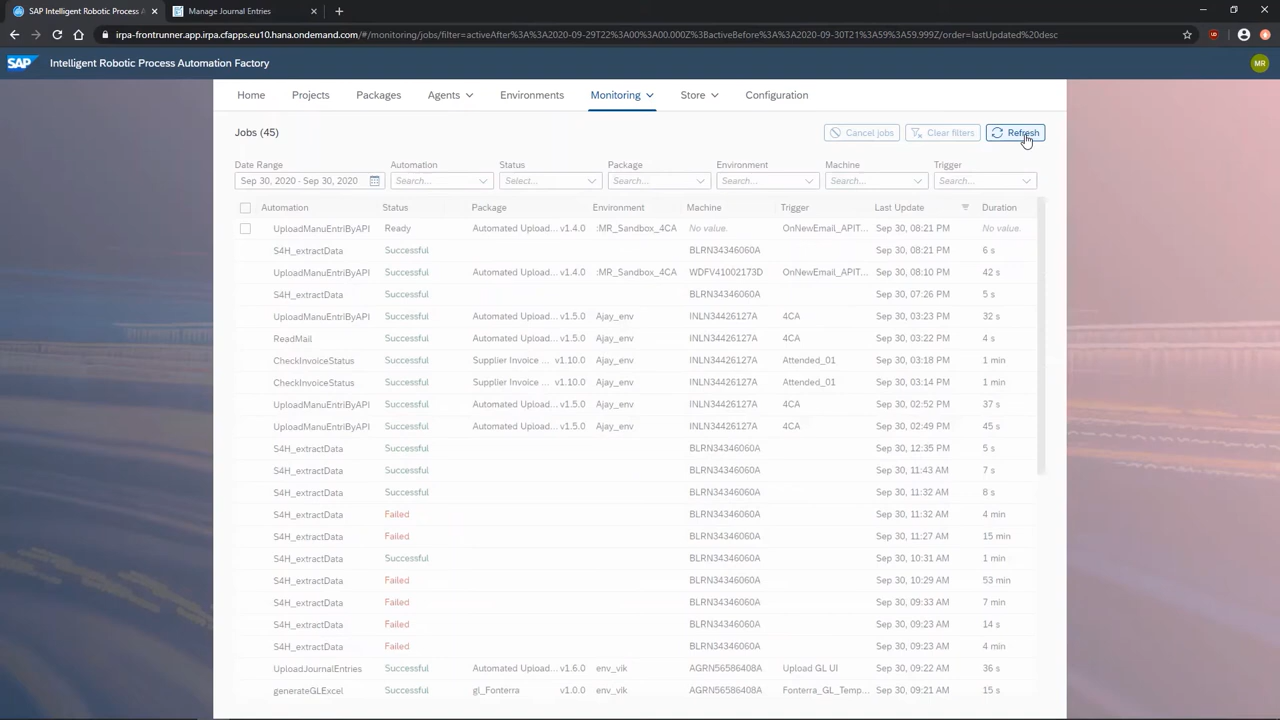 SAP Intelligent Robotic Process A
Manage Journal Entries
irpa-frontrunner.app.irpa.cfapps.eu10.hana.ondemand.com/#/monitoring/jobs/filter=activeAfter%3A%3A2020-09-29T22%3A00%3A00.000Z%3BactiveBefore%3A%3A2020-09-30T21%3A59%3A59.999Z/order=lastUpdated desc
SAP Intelligent Robotic Process Automation Factory MR
Home Projects Packages Agents Environments Monitoring Store Configuration
Jobs (45) Cancel jobs Clear filters Refresh
Date Range Automation Status Package Environment Machine Trigger
Sep 30, 2020 - Sep 30, 2020 Search... Select... Search... Search... Search... Search...
Automation Status Package Environment Machine Trigger Last Update Duration
UploadManuEntriByAPI Ready Automated Upload... v1.4.0 :MR_Sandbox_4CA No value. OnNewEmail_APIT... Sep 30, 08:21 PM No value.
S4H_extractData Successful BLRN34346060A Sep 30, 08:21 PM 6 s
UploadManuEntriByAPI Successful Automated Upload... v1.4.0 :MR_Sandbox_4CA WDFV41002173D OnNewEmail_APIT... Sep 30, 08:10 PM 42 s
S4H_extractData Successful BLRN34346060A Sep 30, 07:26 PM 5 s
UploadManuEntriByAPI Successful Automated Upload... v1.5.0 Ajay_env INLN34426127A 4CA Sep 30, 03:23 PM 32 s
ReadMail Successful Automated Upload... v1.5.0 Ajay_env INLN34426127A Sep 30, 03:22 PM 4 s
CheckInvoiceStatus Successful Supplier Invoice ... v1.10.0 Ajay_env INLN34426127A Attended_01 Sep 30, 03:18 PM 1 min
CheckInvoiceStatus Successful Supplier Invoice ... v1.10.0 Ajay_env INLN34426127A Attended_01 Sep 30, 03:14 PM 1 min
UploadManuEntriByAPI Successful Automated Upload... v1.5.0 Ajay_env INLN34426127A 4CA Sep 30, 02:52 PM 37 s
UploadManuEntriByAPI Successful Automated Upload... v1.5.0 Ajay_env INLN34426127A 4CA Sep 30, 02:49 PM 45 s
S4H_extractData Successful BLRN34346060A Sep 30, 12:35 PM 5 s
S4H_extractData Successful BLRN34346060A Sep 30, 11:43 AM 7 s
S4H_extractData Successful BLRN34346060A Sep 30, 11:32 AM 8 s
S4H_extractData Failed BLRN34346060A Sep 30, 11:32 AM 4 min
S4H_extractData Failed BLRN34346060A Sep 30, 11:27 AM 15 min
S4H_extractData Successful BLRN34346060A Sep 30, 10:31 AM 1 min
S4H_extractData Failed BLRN34346060A Sep 30, 10:29 AM 53 min
S4H_extractData Failed BLRN34346060A Sep 30, 09:33 AM 7 min
S4H_extractData Failed BLRN34346060A Sep 30, 09:23 AM 14 s
S4H_extractData Failed BLRN34346060A Sep 30, 09:23 AM 4 min
UploadJournalEntries Successful Automated Upload... v1.6.0 env_vik AGRN56586408A Upload GL UI Sep 30, 09:22 AM 36 s
generateGLExcel Successful gl_Fonterra v1.0.0 env_vik AGRN56586408A Fonterra_GL_Temp... Sep 30, 09:21 AM 15 s